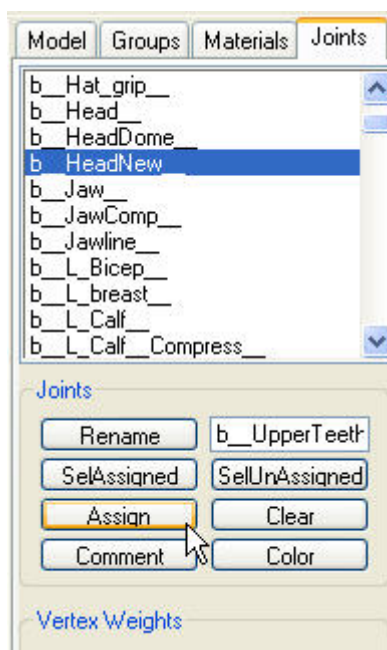 Model Groups Materials Joints
b__Hat_grip__
b__Head__
b__HeadDome__
b__HeadNew__
b__Jaw__
b__JawComp__
b__Jawline__
b__L_Bicep__
b__L_breast__
b__L_Calf__
b__L_Calf__Compress__
Joints
Rename b__UpperTeeth
SelAssigned SelUnAssigned
Assign Clear
Comment Color
Vertex Weights